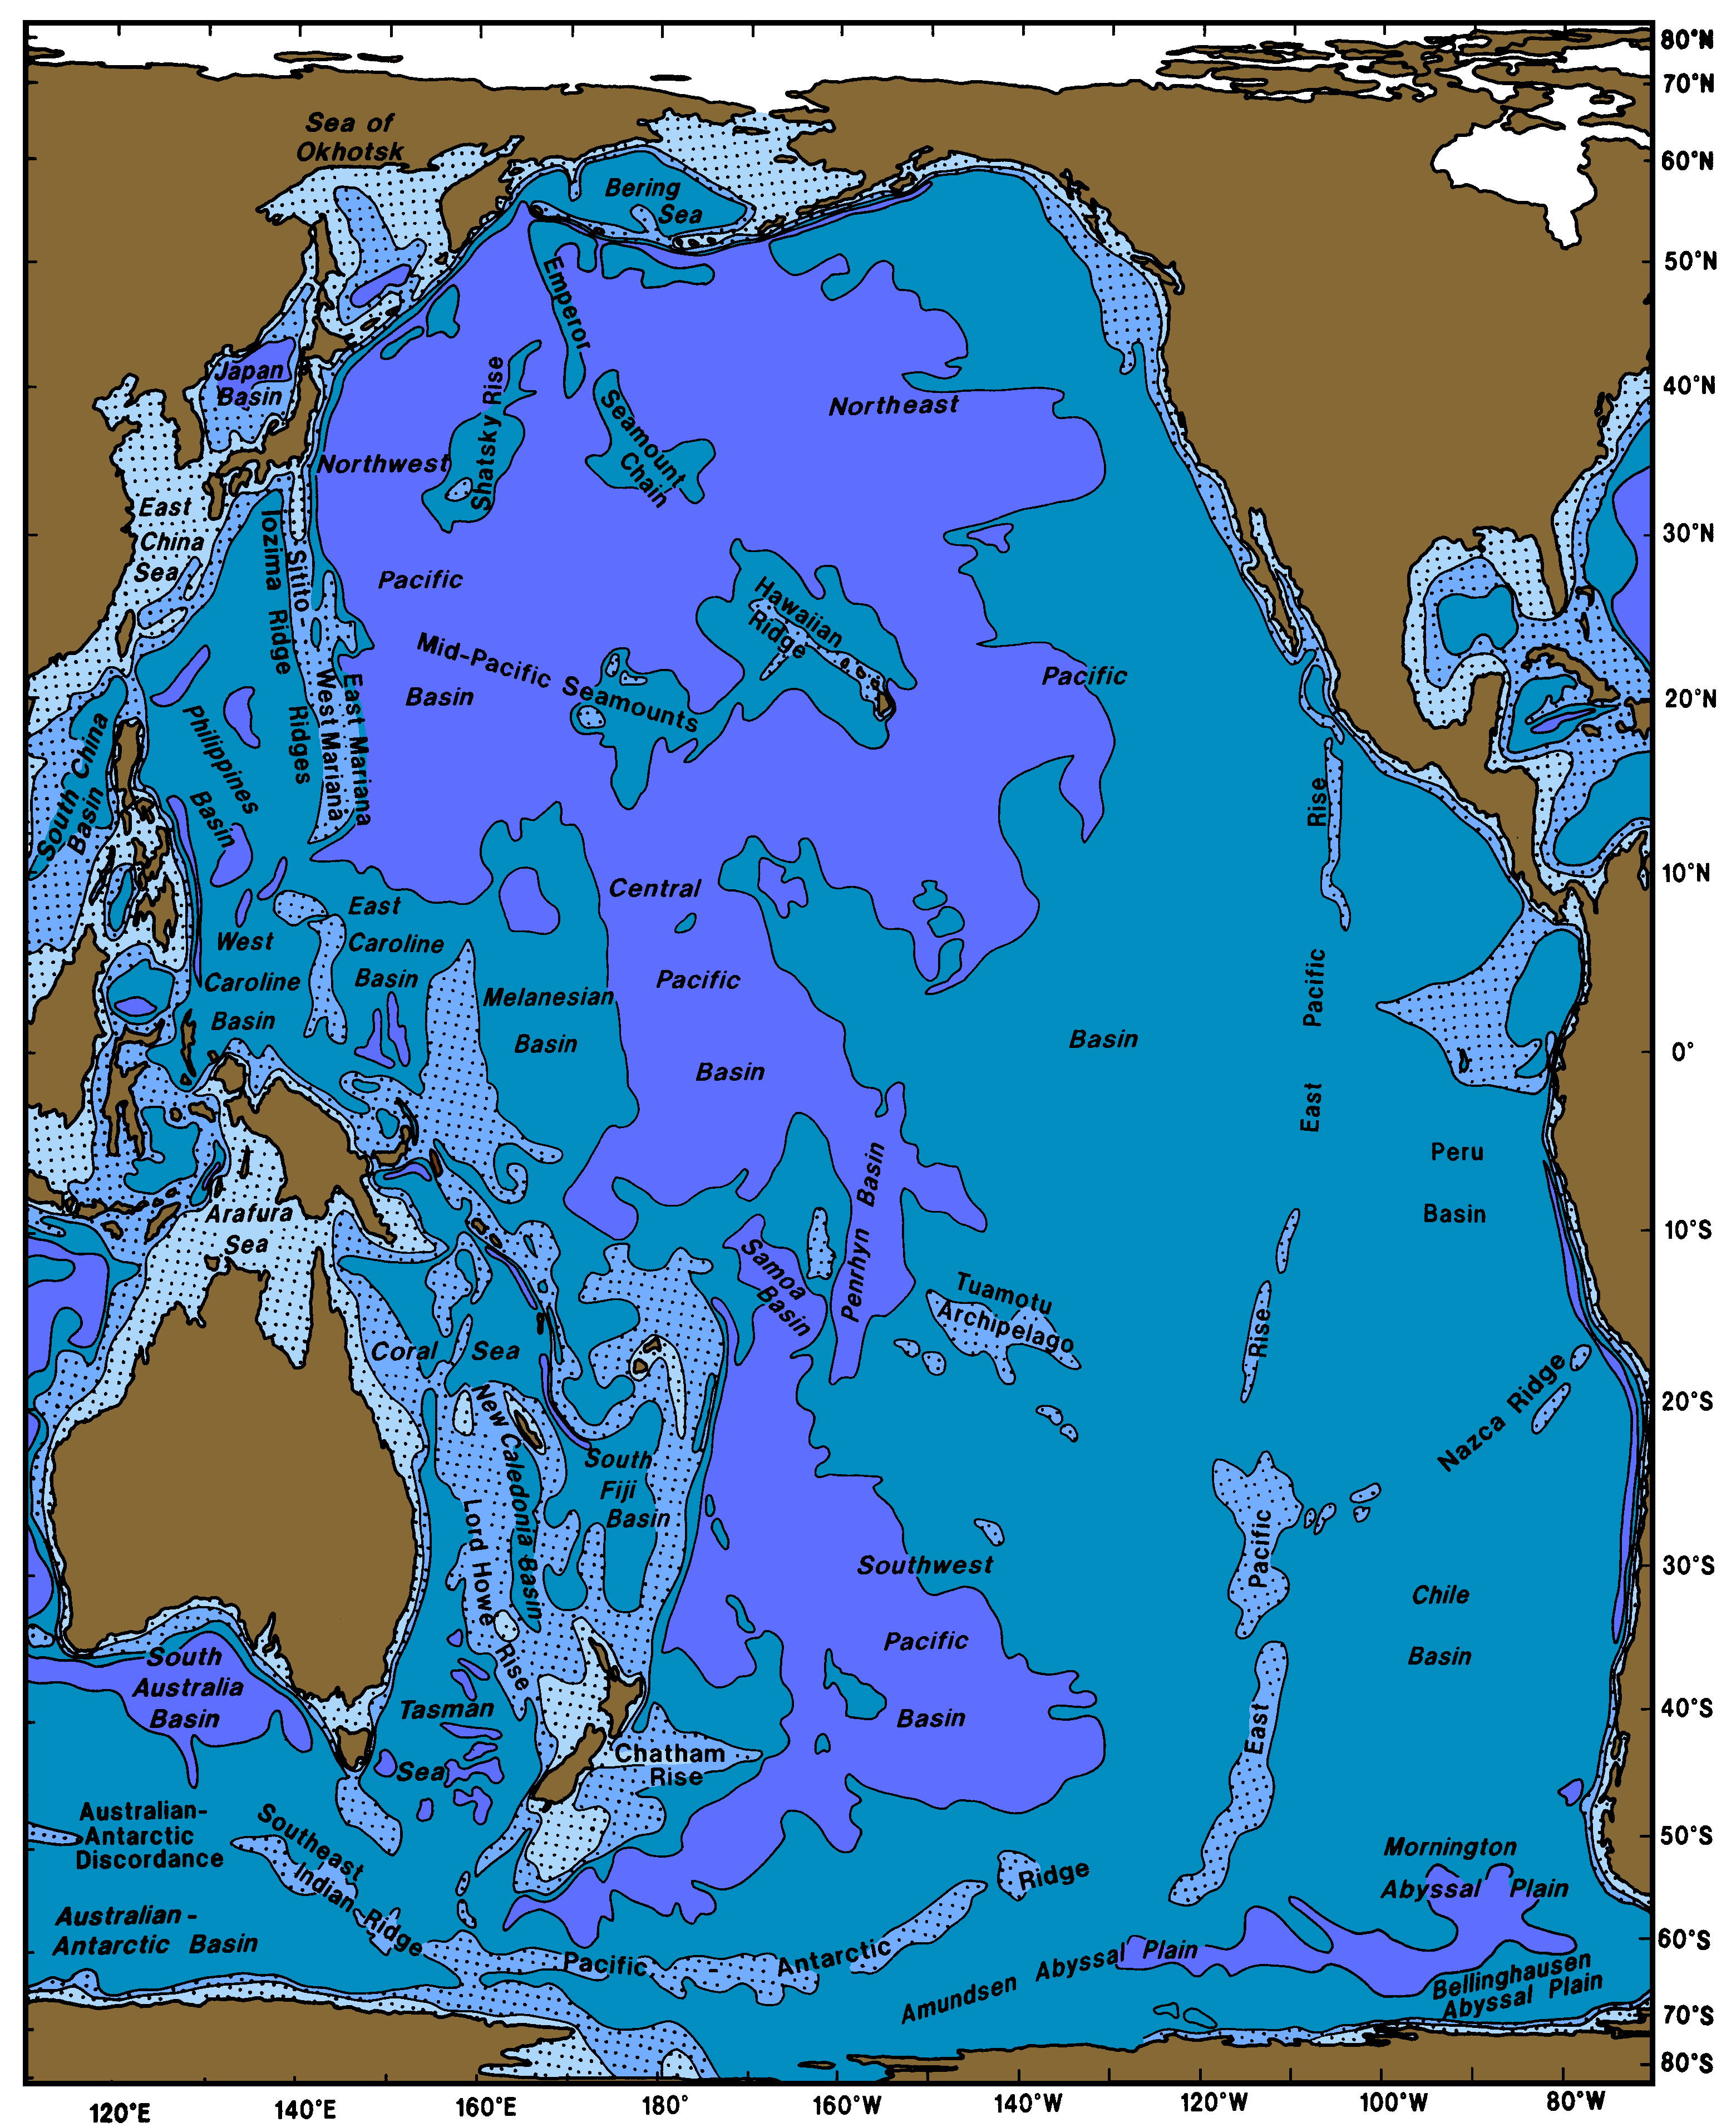 80°N
70°N
60°N
50°N
40°N
30°N
20°N
10°N
0°
10°S
20°S
30°S
40°S
50°S
60°S
70°S
80°S
Sea of
Okhotsk
Bering
Sea
Emperor
Seamount
Chain
Japan
Basin
Shatsky Rise
Northwest
Pacific
Basin
Northeast
Pacific
Basin
East
China
Sea
Iozima Ridge
Sitito-
Ridges
West Mariana
East Mariana
Hawaiian
Ridge
Mid-Pacific Seamounts
South China
Basin
Philippines
Basin
Central
Pacific
Basin
East
Caroline
Basin
West
Caroline
Basin
Melanesian
Basin
Rise
Pacific
East
Peru
Basin
Arafura
Sea
Samoa
Basin
Penrhyn Basin
Tuamotu
Archipelago
Coral Sea
New Caledonia Basin
South
Fiji
Basin
Lord Howe
Rise
Rise
Pacific
East
Nazca Ridge
Southwest
Pacific
Basin
Chile
Basin
South
Australia
Basin
Tasman
Sea
Chatham
Rise
Australian-
Antarctic
Discordance
Southeast
Indian Ridge
Australian-
Antarctic Basin
Pacific - Antarctic
Ridge
Mornington
Abyssal Plain
Amundsen Abyssal Plain
Bellinghausen
Abyssal Plain
120°E
140°E
160°E
180°
160°W
140°W
120°W
100°W
80°W